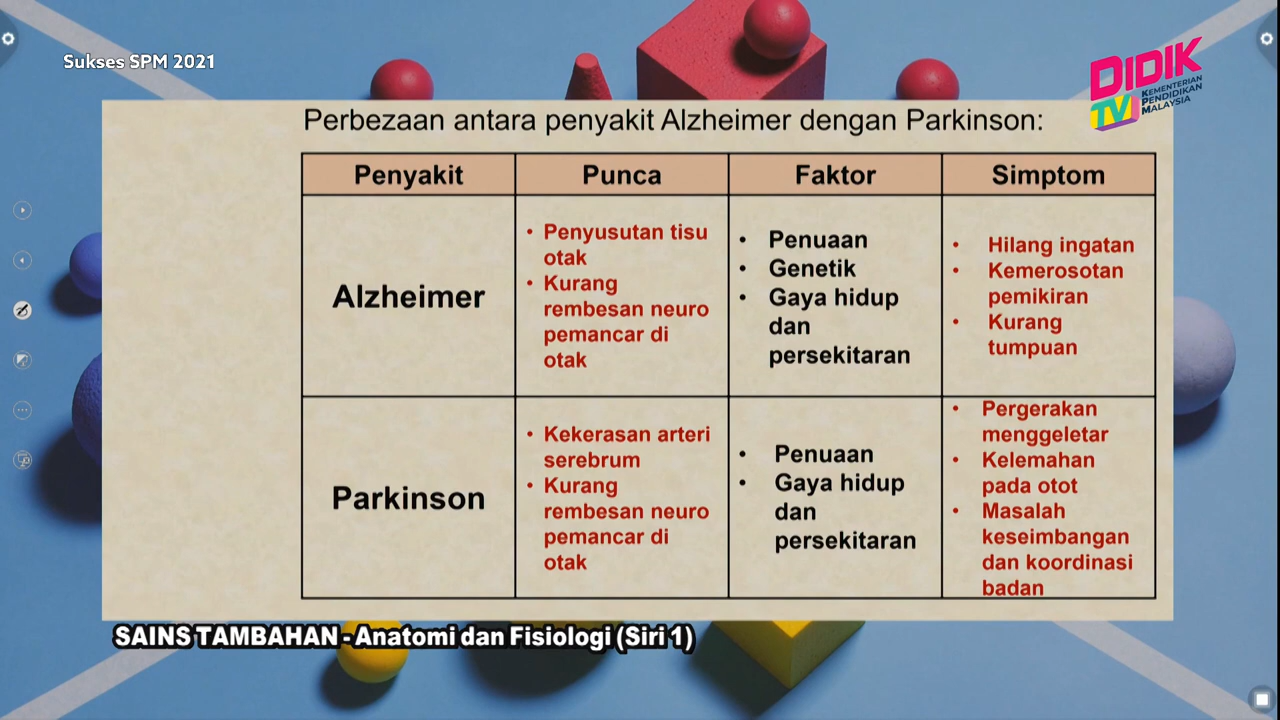 Sukses SPM 2021
DIDIK
TV
KEMENTERIAN
PENDIDIKAN
MALAYSIA
Perbezaan antara penyakit Alzheimer dengan Parkinson:
Penyakit
Punca
Faktor
Simptom
Alzheimer
• Penyusutan tisu
otak
• Kurang
rembesan neuro
pemancar di
otak
• Penuaan
• Genetik
• Gaya hidup
dan
persekitaran
• Hilang ingatan
• Kemerosotan
pemikiran
• Kurang
tumpuan
Parkinson
• Kekerasan arteri
serebrum
• Kurang
rembesan neuro
pemancar di
otak
• Penuaan
• Gaya hidup
dan
persekitaran
• Pergerakan
menggeletar
• Kelemahan
pada otot
• Masalah
keseimbangan
dan koordinasi
badan
SAINS TAMBAHAN - Anatomi dan Fisiologi (Siri 1)